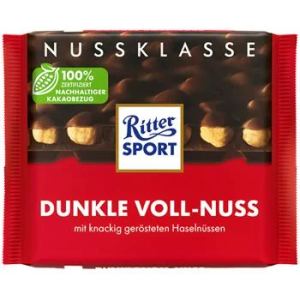 NUSSKLASSE
100%
ZERTIFIZIERT
NACHHALTIGER
KAKAOBEZUG
Ritter
SPORT
DUNKLE VOLL-NUSS
mit knackig gerösteten Haselnüssen